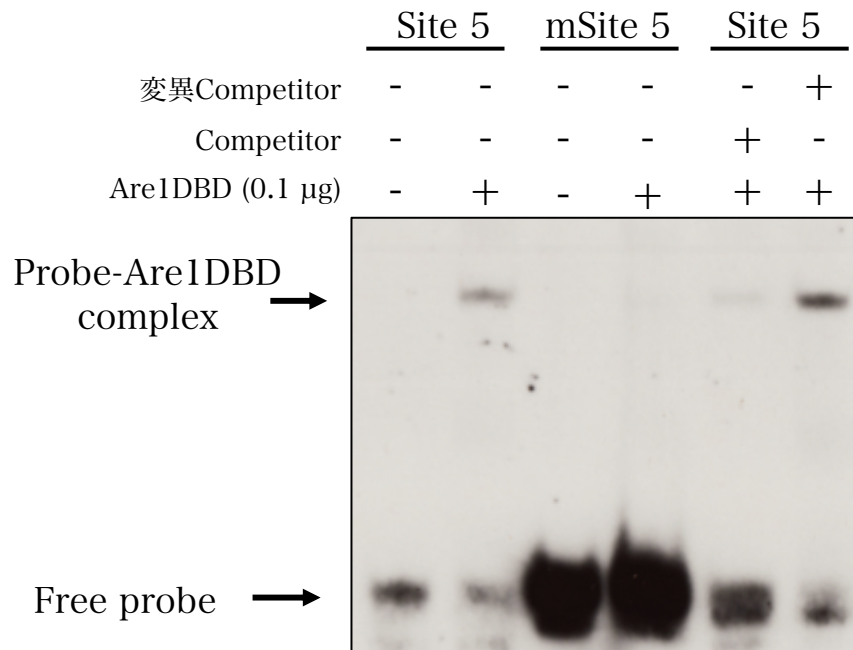 Site 5 mSite 5 Site 5
変異Competitor - - - - - +
Competitor - - - - + -
Are1DBD (0.1 µg) - + - + + +
Probe-Are1DBD
complex
Free probe